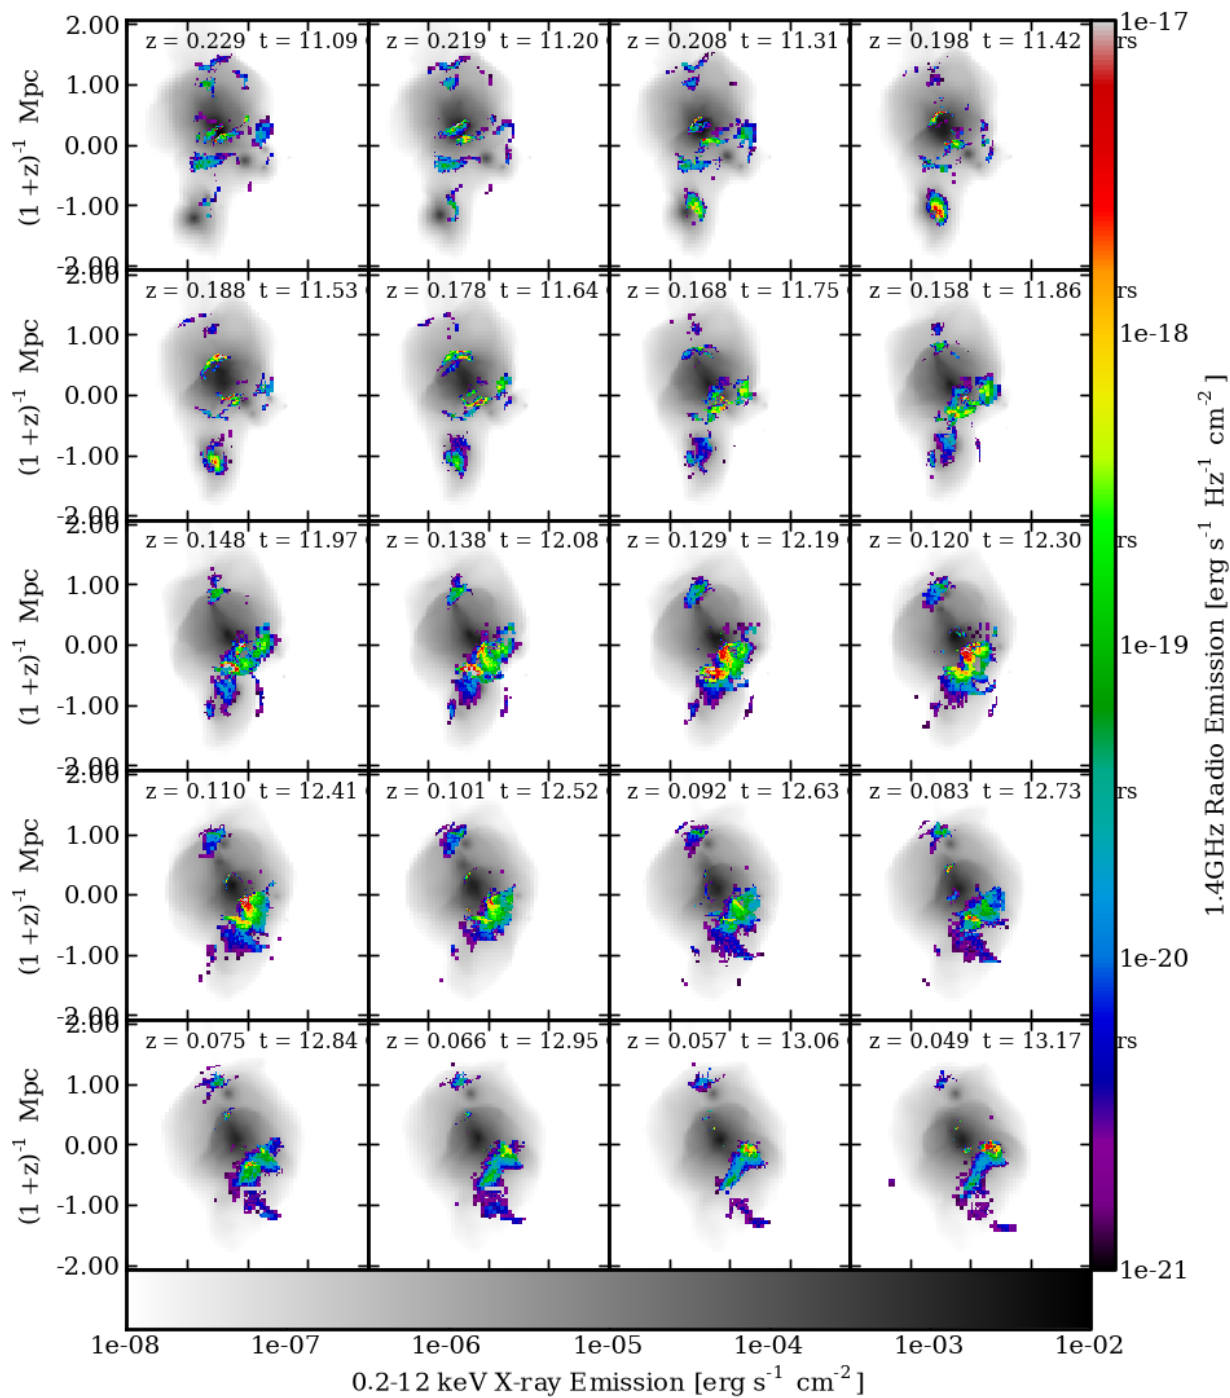 2.00
z = 0.229 t = 11.09
z = 0.219 t = 11.20
z = 0.208 t = 11.31
z = 0.198 t = 11.42
1e-17
1.00
0.00
-1.00
-2.00
(1 +z)⁻¹ Mpc
2.00
z = 0.188 t = 11.53
z = 0.178 t = 11.64
z = 0.168 t = 11.75
z = 0.158 t = 11.86
rs
1e-18
1.00
0.00
-1.00
-2.00
(1 +z)⁻¹ Mpc
2.00
z = 0.148 t = 11.97
z = 0.138 t = 12.08
z = 0.129 t = 12.19
z = 0.120 t = 12.30
rs
1e-19
1.00
0.00
-1.00
-2.00
(1 +z)⁻¹ Mpc
2.00
z = 0.110 t = 12.41
z = 0.101 t = 12.52
z = 0.092 t = 12.63
z = 0.083 t = 12.73
rs
1e-20
1.00
0.00
-1.00
-2.00
(1 +z)⁻¹ Mpc
2.00
z = 0.075 t = 12.84
z = 0.066 t = 12.95
z = 0.057 t = 13.06
z = 0.049 t = 13.17
rs
1e-21
1.00
0.00
-1.00
-2.00
(1 +z)⁻¹ Mpc
1.4GHz Radio Emission [erg s⁻¹ Hz⁻¹ cm⁻² ]
1e-08
1e-07
1e-06
1e-05
1e-04
1e-03
1e-02
0.2-12 keV X-ray Emission [erg s⁻¹ cm⁻² ]